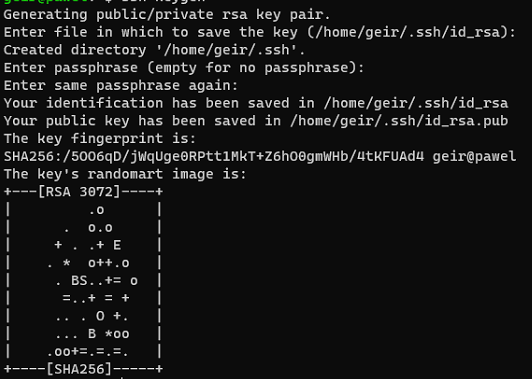 Generating public/private rsa key pair.
Enter file in which to save the key (/home/geir/.ssh/id_rsa):
Created directory '/home/geir/.ssh'.
Enter passphrase (empty for no passphrase):
Enter same passphrase again:
Your identification has been saved in /home/geir/.ssh/id_rsa
Your public key has been saved in /home/geir/.ssh/id_rsa.pub
The key fingerprint is:
SHA256:/5OO6qD/jWqUge0RPtt1MkT+Z6hO0gmWHb/4tKFUAd4 geir@pawel
The key's randomart image is:
+---[RSA 3072]----+
|         .o      |
|      .  o.o     |
|     + . .+ E    |
|    . *  o++.o   |
|     . BS..+= o  |
|      =..+ = +   |
|     .. . O +.   |
|     ... B *oo   |
|    .oo+=.=.=.   |
+----[SHA256]-----+